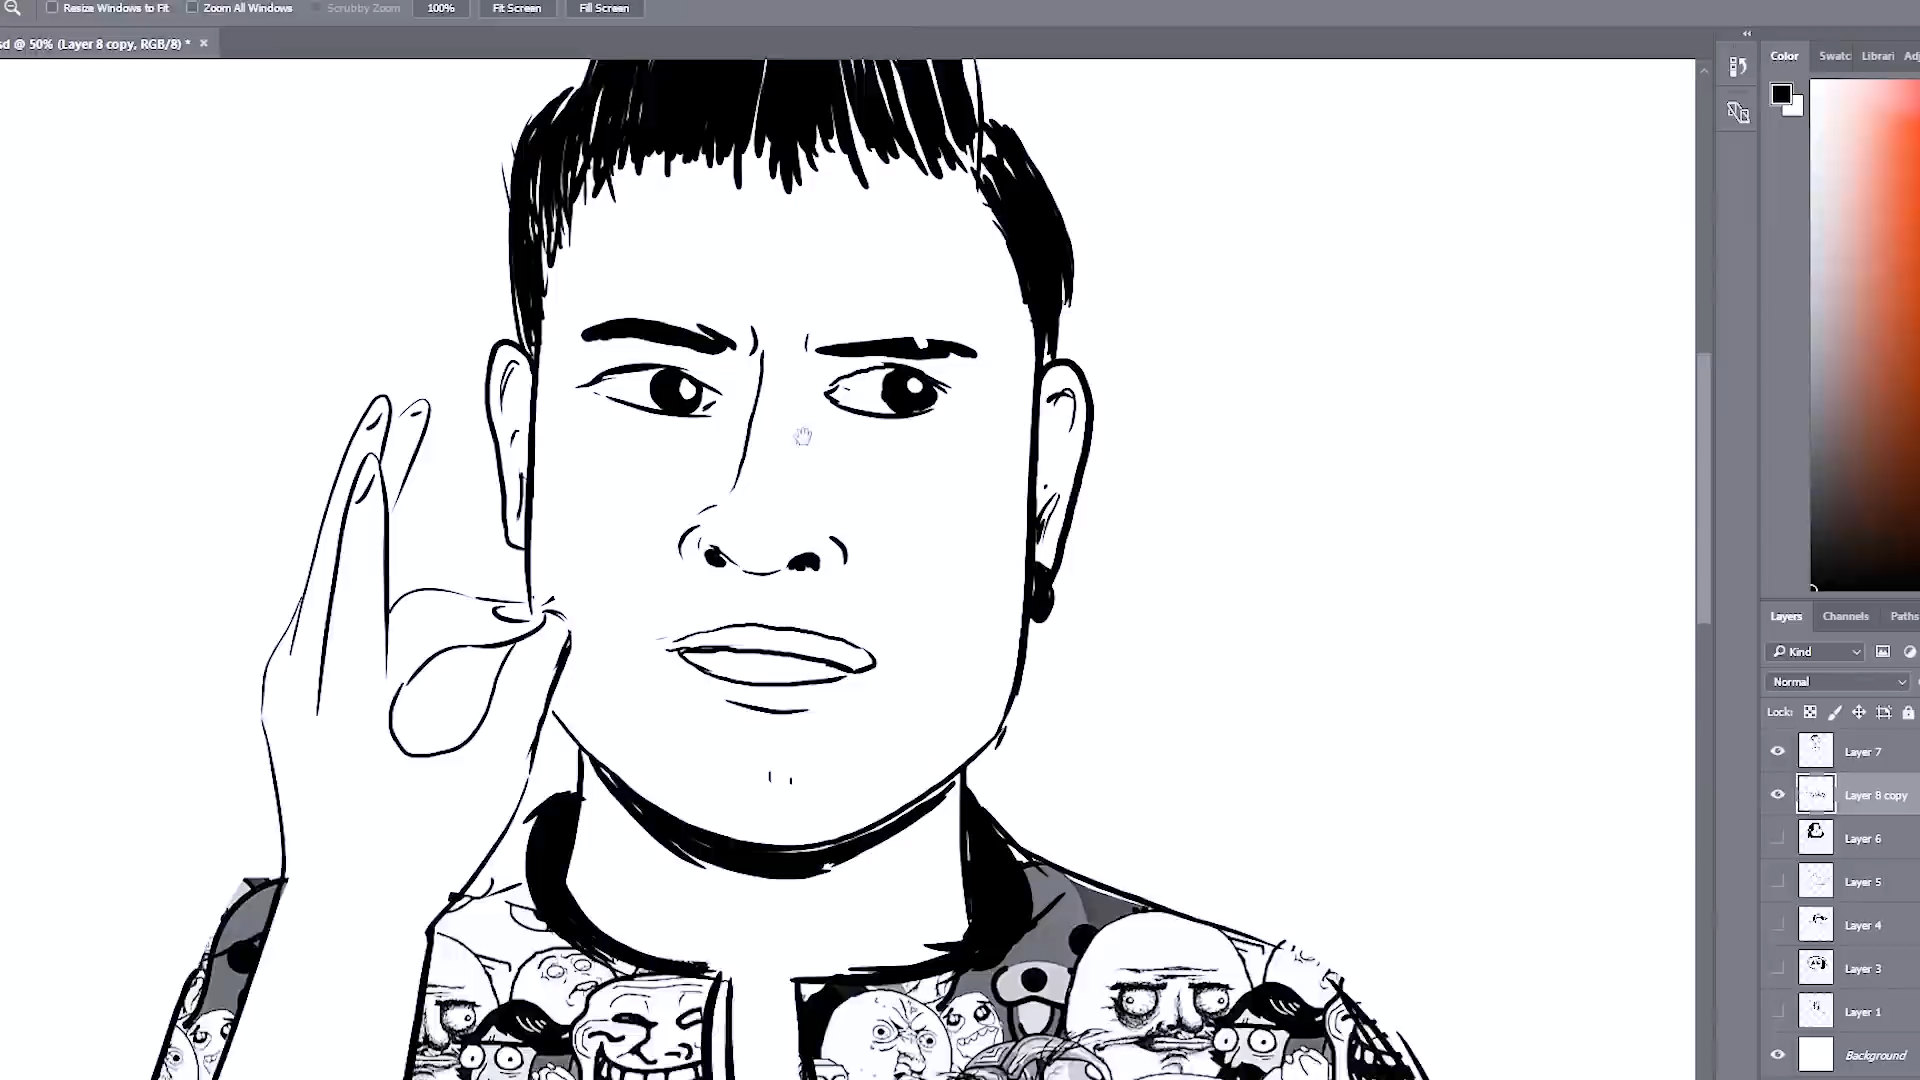 Resize Windows to Fit
Zoom All Windows
Scrubby Zoom
100%
Fit Screen
Fill Screen
sd @ 50% (Layer 8 copy, RGB/8) *
Color
Swatc
Librari
Adj
Layers
Channels
Paths
Kind
Normal
Lock:
Layer 7
Layer 8 copy
Layer 6
Layer 5
Layer 4
Layer 3
Layer 1
Background